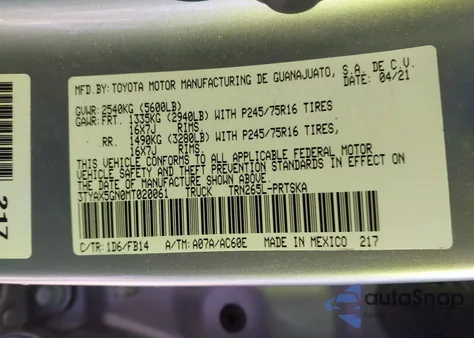 MFD.BY: TOYOTA MOTOR MANUFACTURING DE GUANAJUATO, S.A. DE C.V.
DATE: 04/21
GVWR: 2540KG (5600LB)
GAWR:FRT. 1335KG (2940LB) WITH P245/75R16 TIRES
16X7J RIMS
RR. 1490KG (3280LB) WITH P245/75R16 TIRES,
16X7J RIMS
THIS VEHICLE CONFORMS TO ALL APPLICABLE FEDERAL MOTOR
VEHICLE SAFETY AND THEFT PREVENTION STANDARDS IN EFFECT ON
THE DATE OF MANUFACTURE SHOWN ABOVE.
3TYAX5GN0MT020061 TRUCK TRN265L-PRTSKA
C/TR: 1D6/FB14 A/TM: A07A/AC60E MADE IN MEXICO 217
217
autoSnap